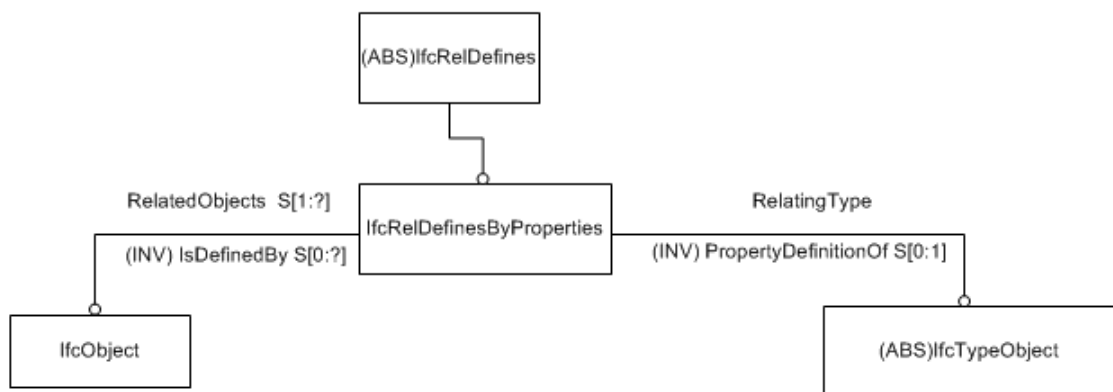 (ABS)IfcRelDefines
RelatedObjects S[1:?]
(INV) IsDefinedBy S[0:?]
IfcRelDefinesByProperties
RelatingType
(INV) PropertyDefinitionOf S[0:1]
IfcObject
(ABS)IfcTypeObject